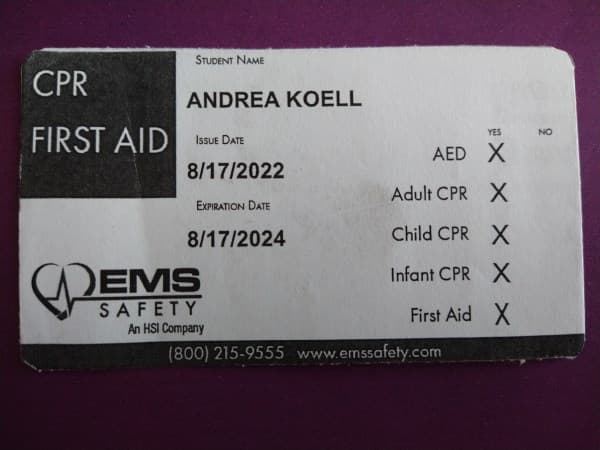 CPR
FIRST AID
STUDENT NAME
ANDREA KOELL
ISSUE DATE
8/17/2022
EXPIRATION DATE
8/17/2024
EMS
SAFETY
An HSI Company
YES NO
AED X
Adult CPR X
Child CPR X
Infant CPR X
First Aid X
(800) 215-9555 www.emssafety.com